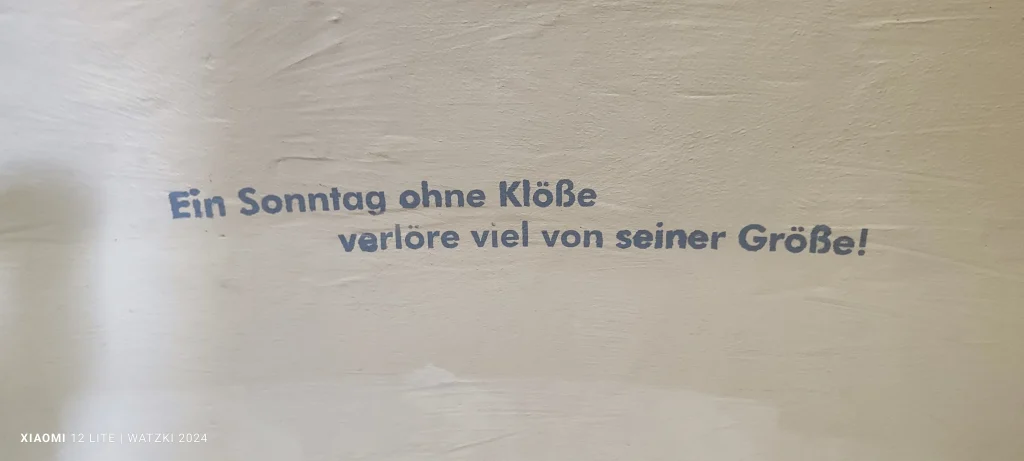 Ein Sonntag ohne Klöße
verlöre viel von seiner Größe!
XIAOMI 12 LITE | WATZKI 2024